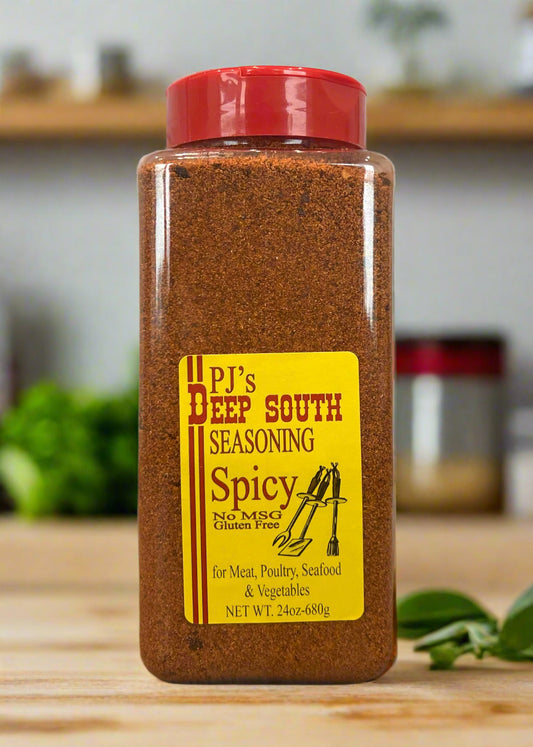 PJ's
DEEP SOUTH
SEASONING
Spicy
No MSG
Gluten Free
for Meat, Poultry, Seafood
& Vegetables
NET WT. 24oz-680g